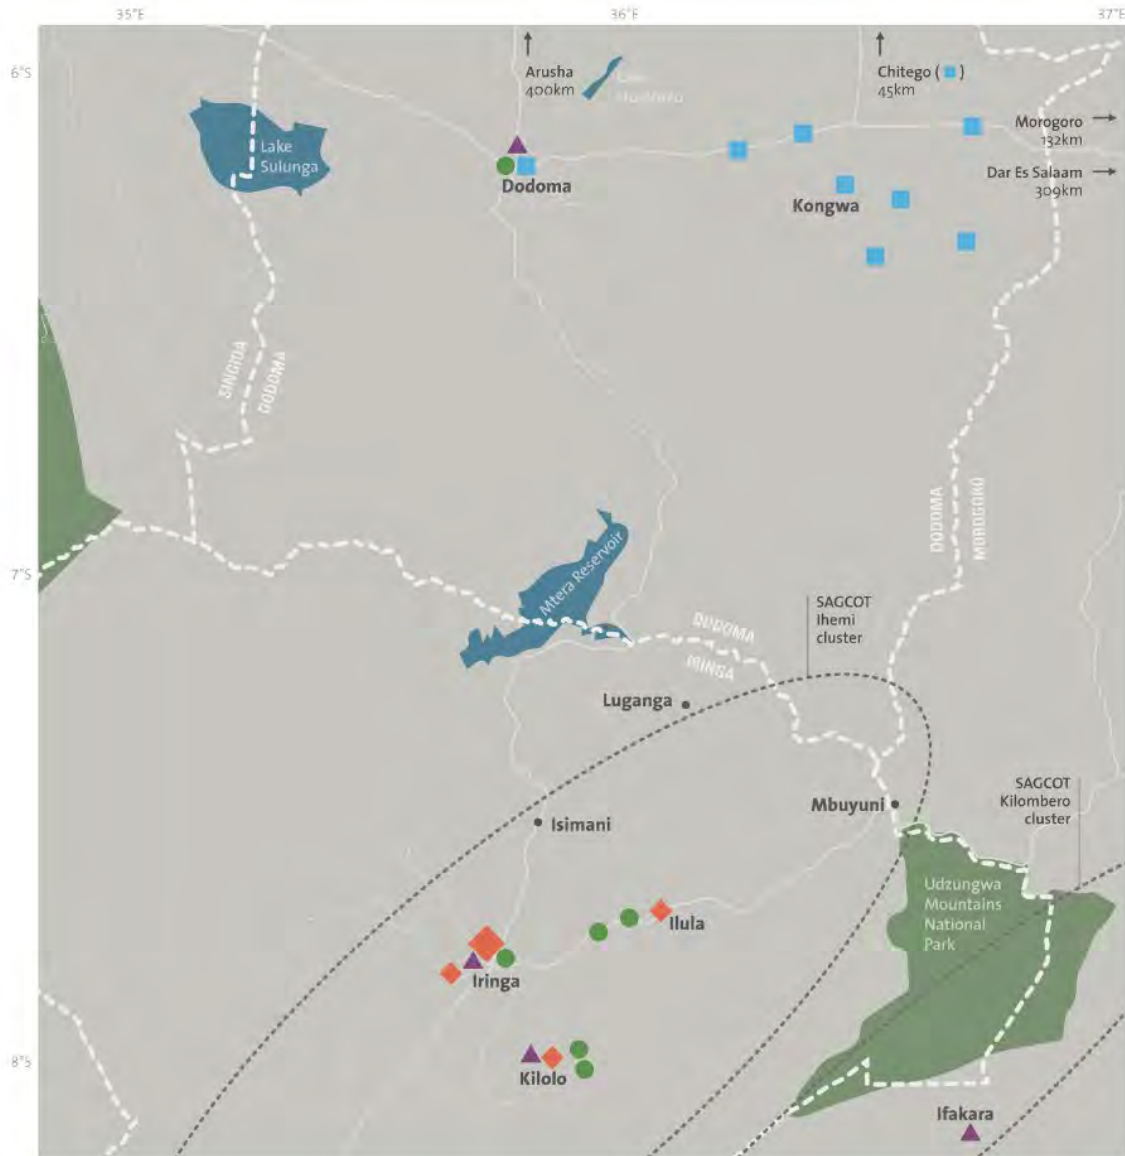 35°E
36°E
37°E
6°S
Arusha
400km
Lake
Chitego ( )
45km
Morogoro
132km
Dar Es Salaam
309km
Lake
Sulunga
Dodoma
Kongwa
SINGIDA
DODOMA
DODOMA
MOROGORO
7°S
Mtera Reservoir
DODOMA
IRINGA
SAGCOT
Ihemi
cluster
Luganga
Mbuyuni
SAGCOT
Kilombero
cluster
Isimani
Udzungwa
Mountains
National
Park
Ilula
Iringa
8°S
Kilolo
Ifakara